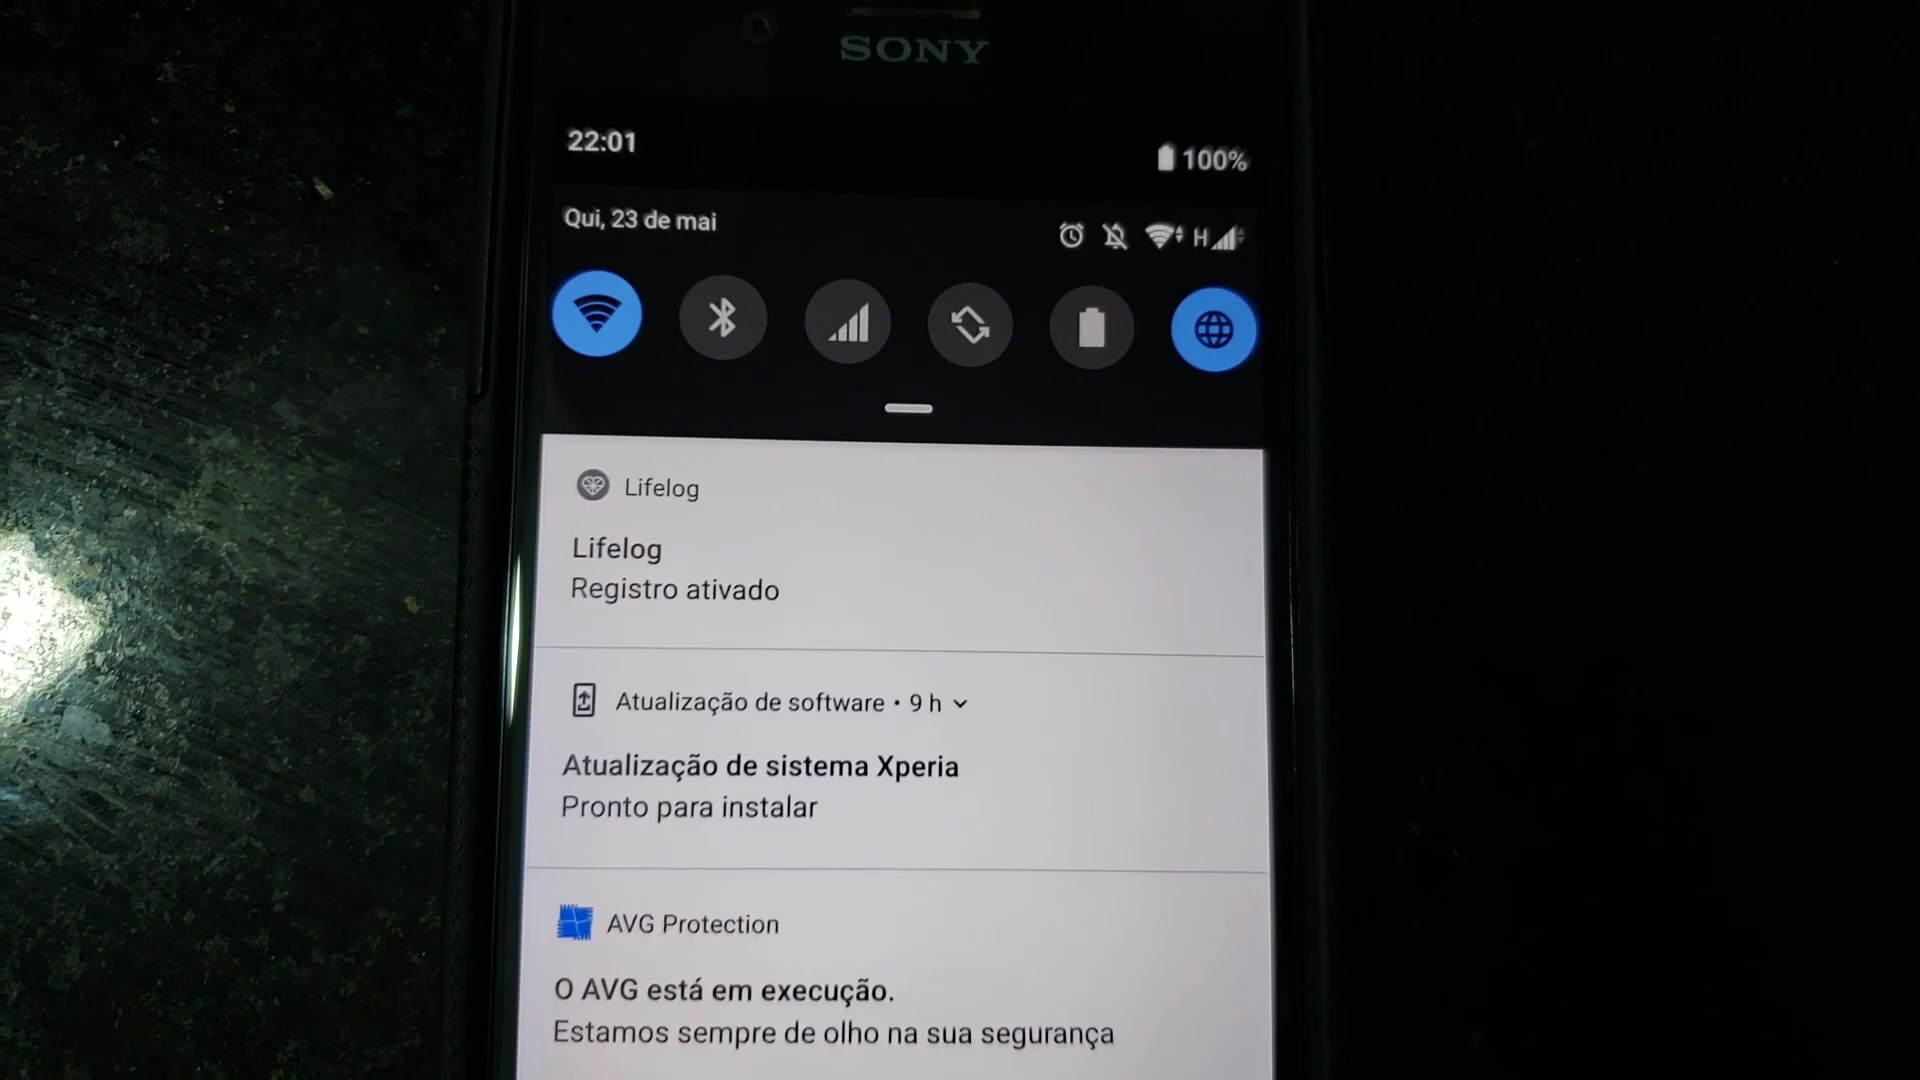 SONY
22:01
100%
Qui, 23 de mai
H
Lifelog
Lifelog
Registro ativado
Atualização de software • 9 h
Atualização de sistema Xperia
Pronto para instalar
AVG Protection
O AVG está em execução.
Estamos sempre de olho na sua segurança